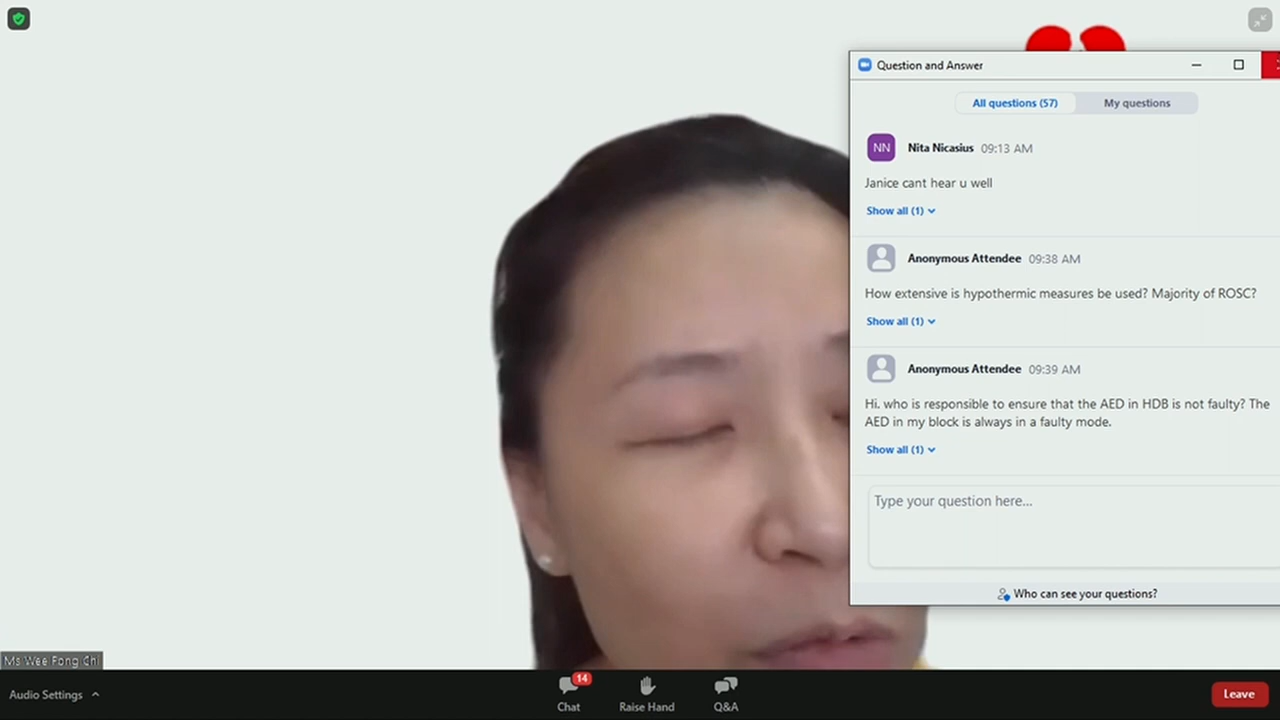 Question and Answer
All questions (57)
My questions
NN
Nita Nicasius 09:13 AM
Janice cant hear u well
Show all (1)
Anonymous Attendee 09:38 AM
How extensive is hypothermic measures be used? Majority of ROSC?
Show all (1)
Anonymous Attendee 09:39 AM
Hi. who is responsible to ensure that the AED in HDB is not faulty? The
AED in my block is always in a faulty mode.
Show all (1)
Type your question here...
Who can see your questions?
Ms Wee Fong Chi
Audio Settings
14
Chat
Raise Hand
Q&A
Leave